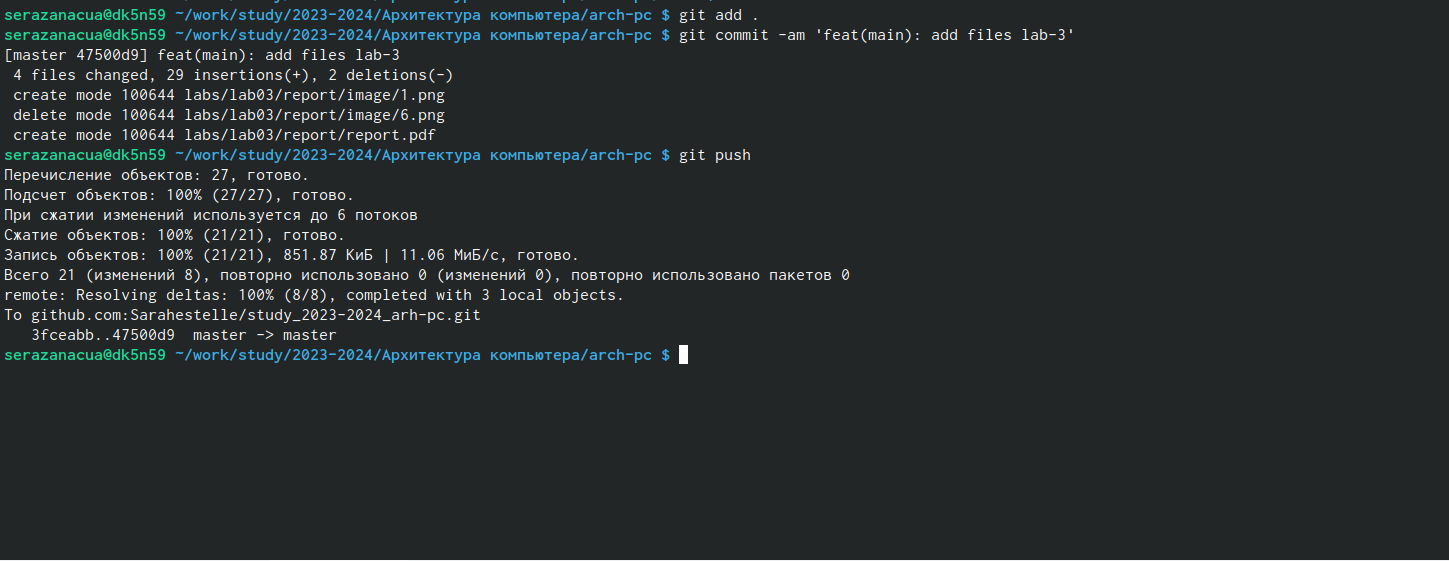 serazanacua@dk5n59 ~/work/study/2023-2024/Архитектура компьютера/arch-pc $ git add .
serazanacua@dk5n59 ~/work/study/2023-2024/Архитектура компьютера/arch-pc $ git commit -am 'feat(main): add files lab-3'
[master 47500d9] feat(main): add files lab-3
 4 files changed, 29 insertions(+), 2 deletions(-)
 create mode 100644 labs/lab03/report/image/1.png
 delete mode 100644 labs/lab03/report/image/6.png
 create mode 100644 labs/lab03/report/report.pdf
serazanacua@dk5n59 ~/work/study/2023-2024/Архитектура компьютера/arch-pc $ git push
Перечисление объектов: 27, готово.
Подсчет объектов: 100% (27/27), готово.
При сжатии изменений используется до 6 потоков
Сжатие объектов: 100% (21/21), готово.
Запись объектов: 100% (21/21), 851.87 КиБ | 11.06 МиБ/с, готово.
Всего 21 (изменений 8), повторно использовано 0 (изменений 0), повторно использовано пакетов 0
remote: Resolving deltas: 100% (8/8), completed with 3 local objects.
To github.com:Sarahestelle/study_2023-2024_arh-pc.git
   3fceabb..47500d9  master -> master
serazanacua@dk5n59 ~/work/study/2023-2024/Архитектура компьютера/arch-pc $